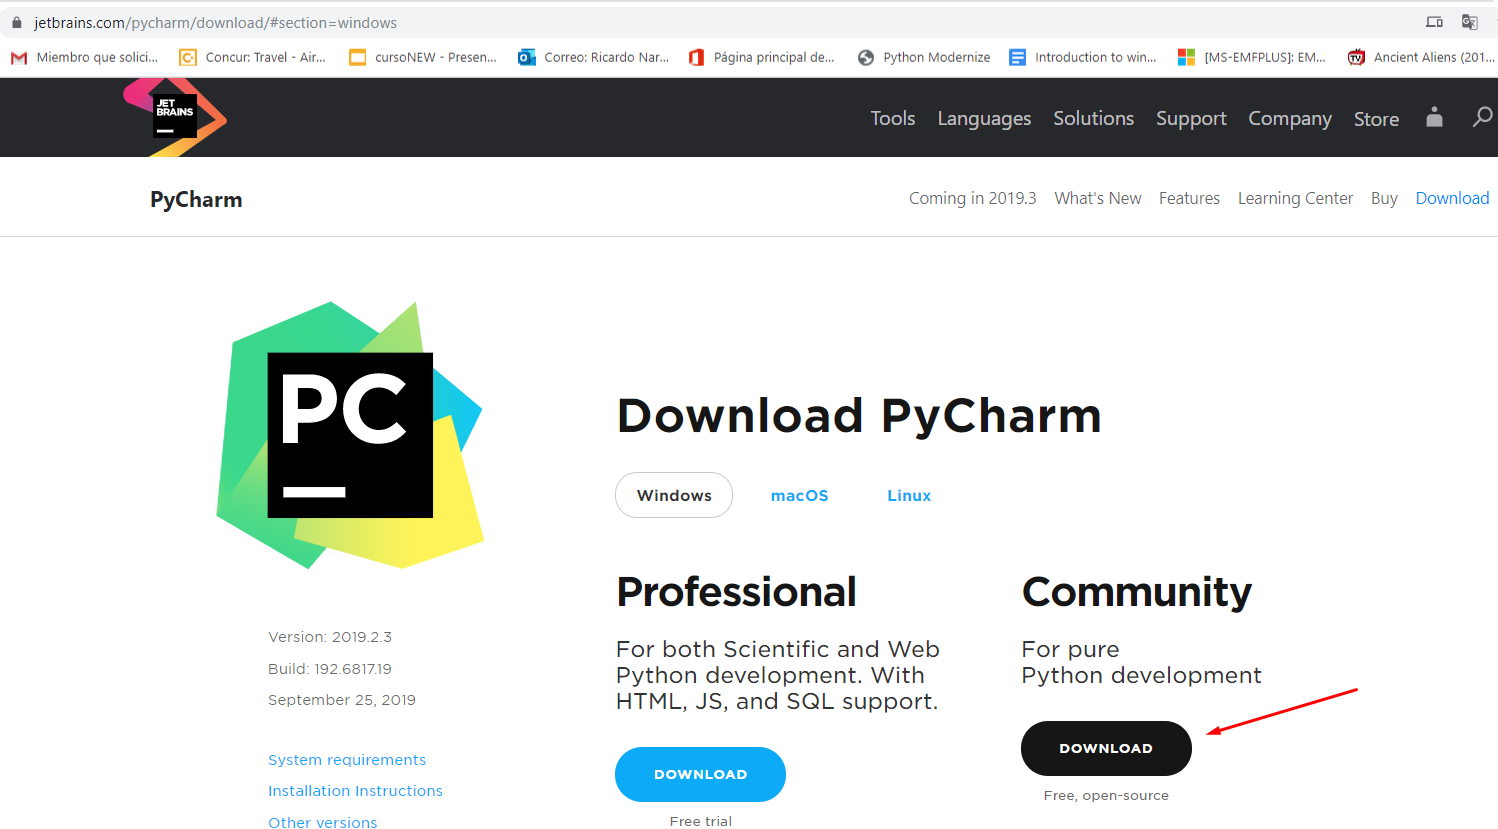 jetbrains.com/pycharm/download/#section=windows
Miembro que solici...
Concur: Travel - Air...
cursoNEW - Presen...
Correo: Ricardo Nar...
Página principal de...
Python Modernize
Introduction to win...
[MS-EMFPLUS]: EM...
Ancient Aliens (201...
JET
BRAINS
Tools
Languages
Solutions
Support
Company
Store
PyCharm
Coming in 2019.3
What's New
Features
Learning Center
Buy
Download
PC
Download PyCharm
Windows
macOS
Linux
Version: 2019.2.3
Build: 192.6817.19
September 25, 2019
System requirements
Installation Instructions
Other versions
Professional
For both Scientific and Web
Python development. With
HTML, JS, and SQL support.
DOWNLOAD
Free trial
Community
For pure
Python development
DOWNLOAD
Free, open-source